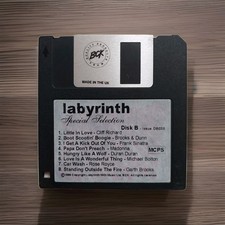 BCK
MADE IN THE UK
labyrinth
Special Selection
Disk B - Issue
1. Little in Love - Cliff Richard
2. Boot Scootin' Boogie - Brooks & Dunn
3. I Get A Kick Out Of You - Frank Sinatra
4. Papa Don't Preach - Madonna
5. Hungry Like A Wolf - Duran Duran
MCPS
6. Love Is A Wonderful Thing - Michael Bolton
7. Car Wash - Rose Royce
8. Standing Outside The Fire - Garth Brooks